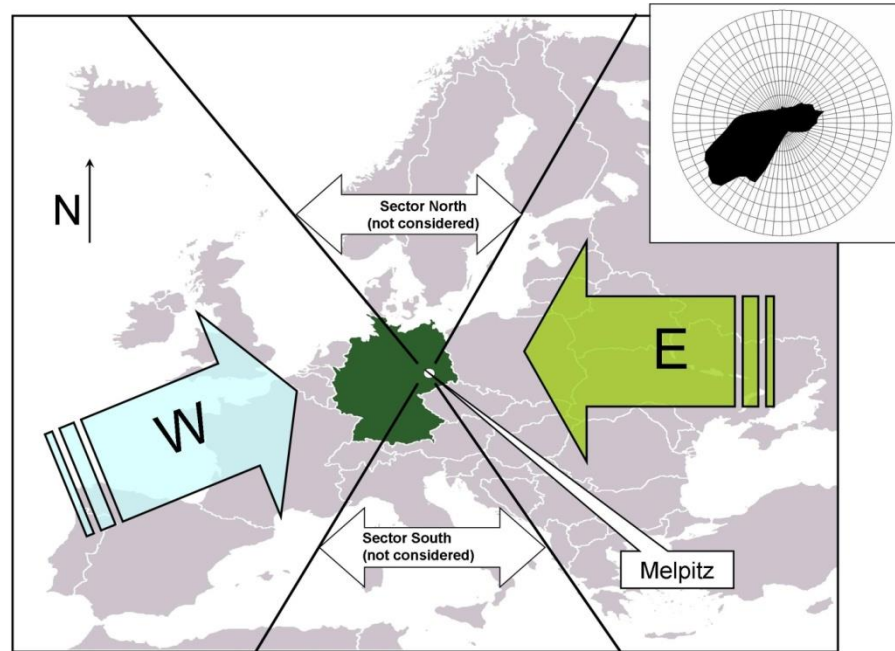 N
Sector North
(not considered)
W
E
Sector South
(not considered)
Melpitz